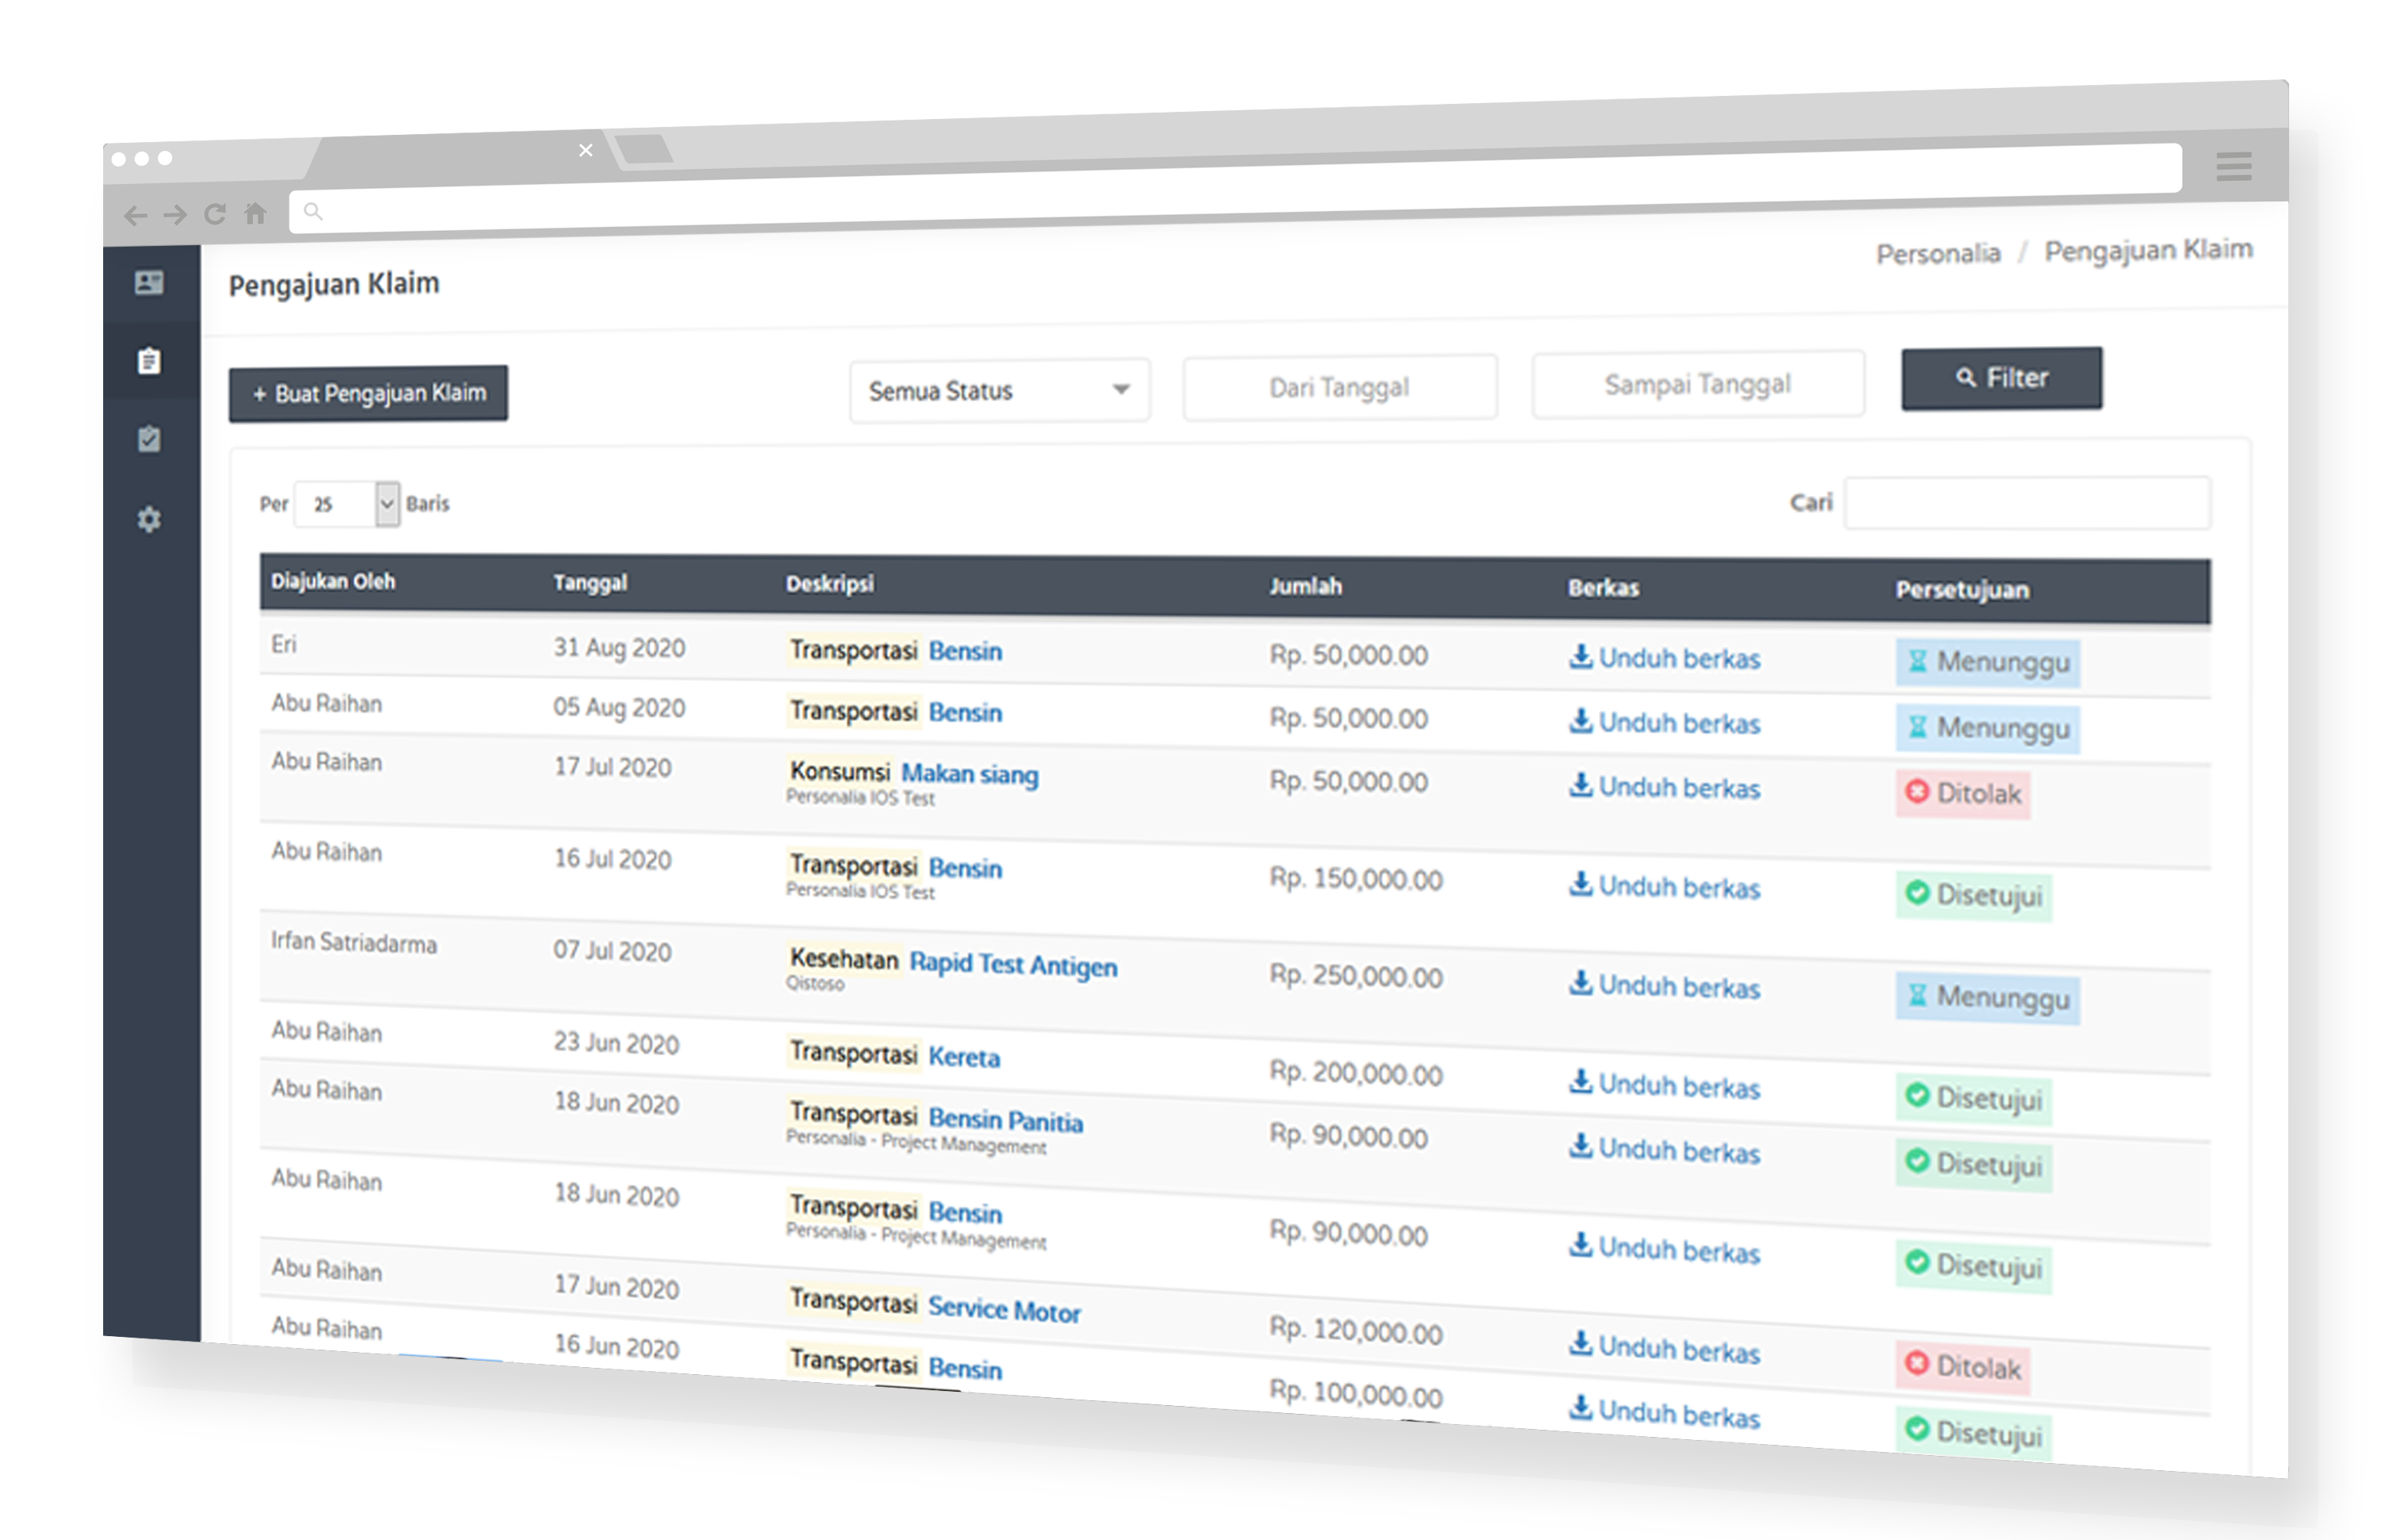 Personalia / Pengajuan Klaim
Pengajuan Klaim
+ Buat Pengajuan Klaim
Semua Status
Dari Tanggal
Sampai Tanggal
Filter
Per 25 Baris
Cari
Diajukan Oleh Tanggal Deskripsi Jumlah Berkas Persetujuan
Eri 31 Aug 2020 Transportasi Bensin Rp. 50,000.00 Unduh berkas Menunggu
Abu Raihan 05 Aug 2020 Transportasi Bensin Rp. 50,000.00 Unduh berkas Menunggu
Abu Raihan 17 Jul 2020 Konsumsi Makan siang Rp. 50,000.00 Unduh berkas Ditolak
Personalia IOS Test
Abu Raihan 16 Jul 2020 Transportasi Bensin Rp. 150,000.00 Unduh berkas Disetujui
Personalia IOS Test
Irfan Satriadarma 07 Jul 2020 Kesehatan Rapid Test Antigen Rp. 250,000.00 Unduh berkas Menunggu
Qistoso
Abu Raihan 23 Jun 2020 Transportasi Kereta Rp. 200,000.00 Unduh berkas Disetujui
Abu Raihan 18 Jun 2020 Transportasi Bensin Panitia Rp. 90,000.00 Unduh berkas Disetujui
Personalia - Project Management
Abu Raihan 18 Jun 2020 Transportasi Bensin Rp. 90,000.00 Unduh berkas Disetujui
Personalia - Project Management
Abu Raihan 17 Jun 2020 Transportasi Service Motor Rp. 120,000.00 Unduh berkas Ditolak
Abu Raihan 16 Jun 2020 Transportasi Bensin Rp. 100,000.00 Unduh berkas Disetujui